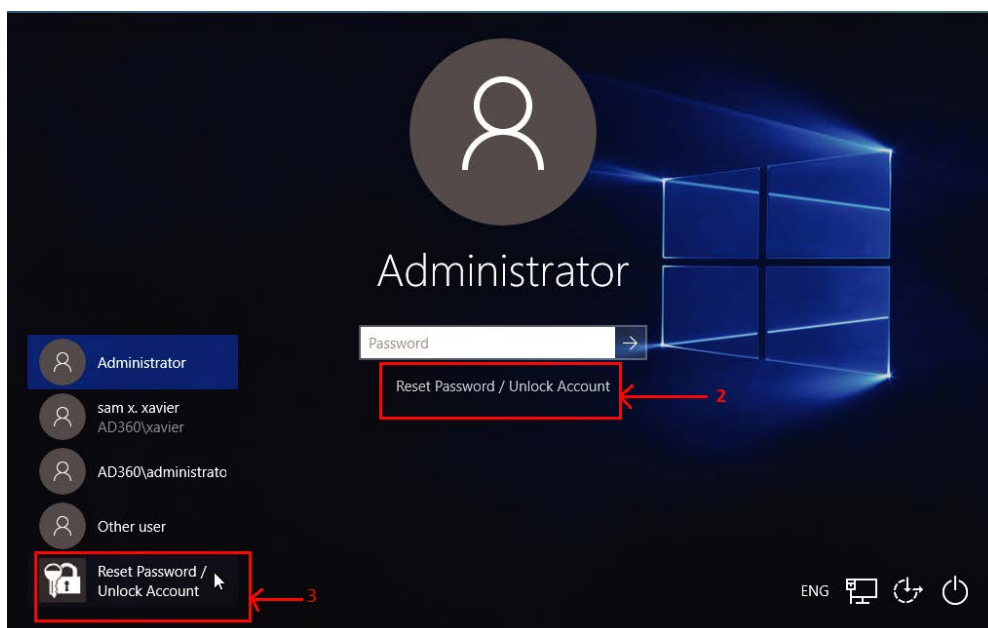 Administrator
Password
Reset Password / Unlock Account
2
Administrator
sam x. xavier
AD360\xavier
AD360\administrato
Other user
Reset Password /
Unlock Account
3
ENG